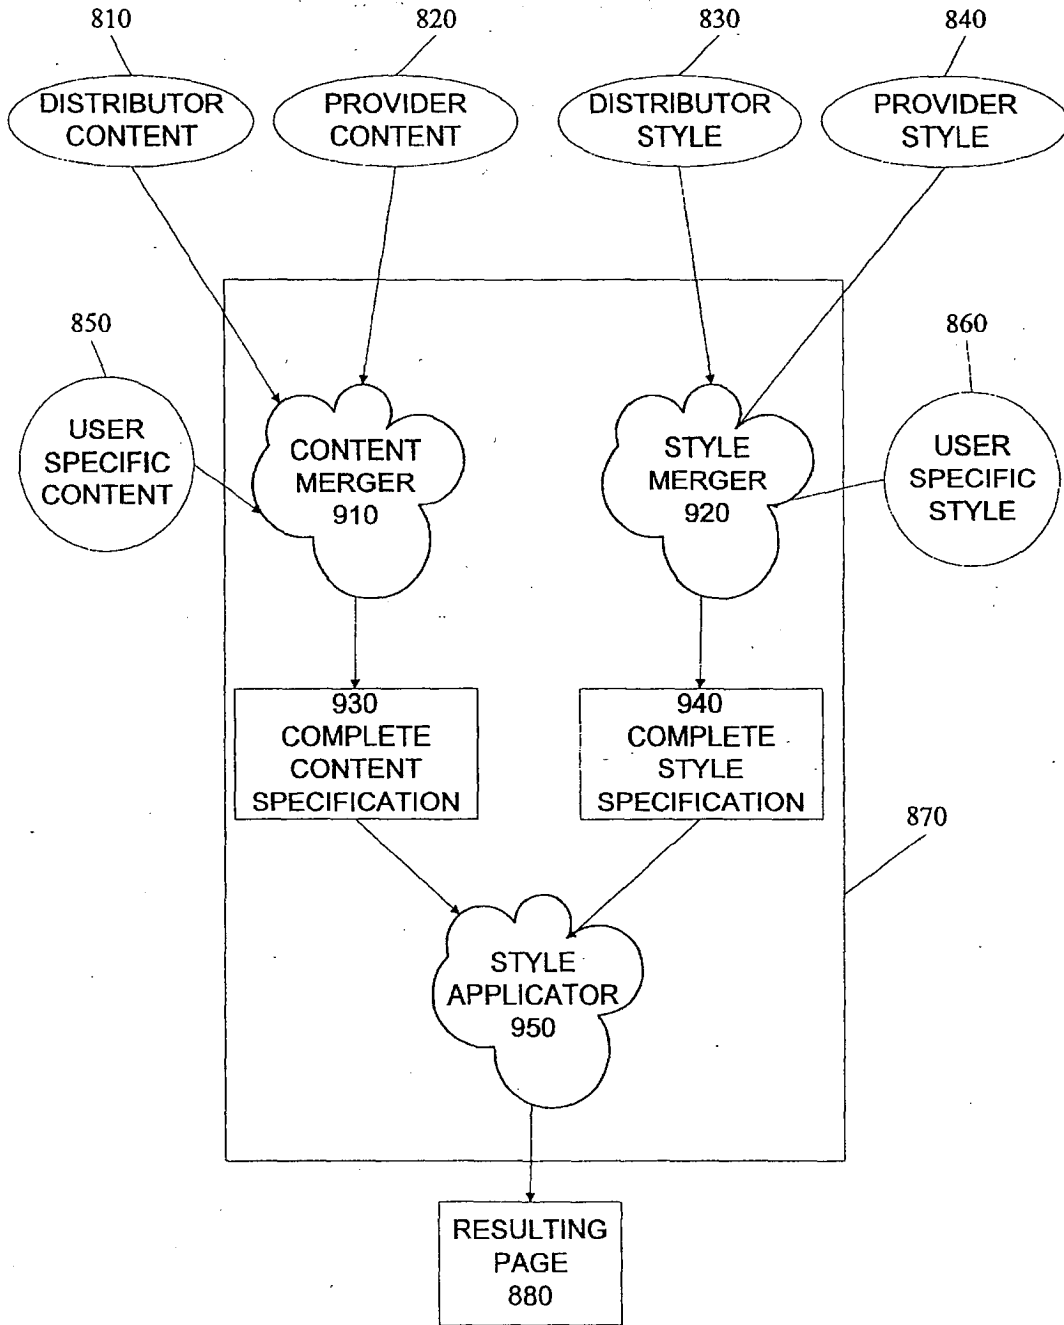 810
820
830
840
DISTRIBUTOR
CONTENT
PROVIDER
CONTENT
DISTRIBUTOR
STYLE
PROVIDER
STYLE
850
860
USER
SPECIFIC
CONTENT
CONTENT
MERGER
910
STYLE
MERGER
920
USER
SPECIFIC
STYLE
930
COMPLETE
CONTENT
SPECIFICATION
940
COMPLETE
STYLE
SPECIFICATION
870
STYLE
APPLICATOR
950
RESULTING
PAGE
880